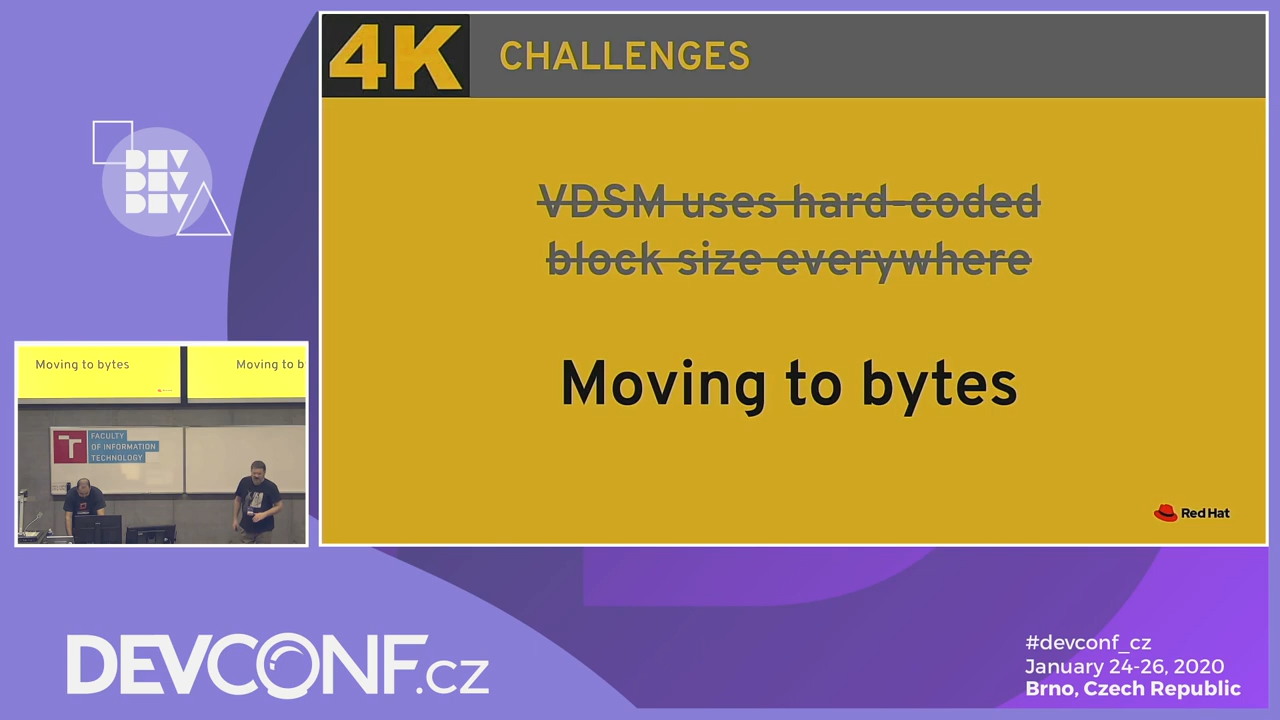 4K CHALLENGES
VDSM uses hard-coded
block size everywhere
Moving to bytes
Red Hat
DEV
DEV
DEV
Moving to bytes
Moving to b
FACULTY
OF INFORMATION
TECHNOLOGY
DEVCONF.cz
#devconf_cz
January 24-26, 2020
Brno, Czech Republic